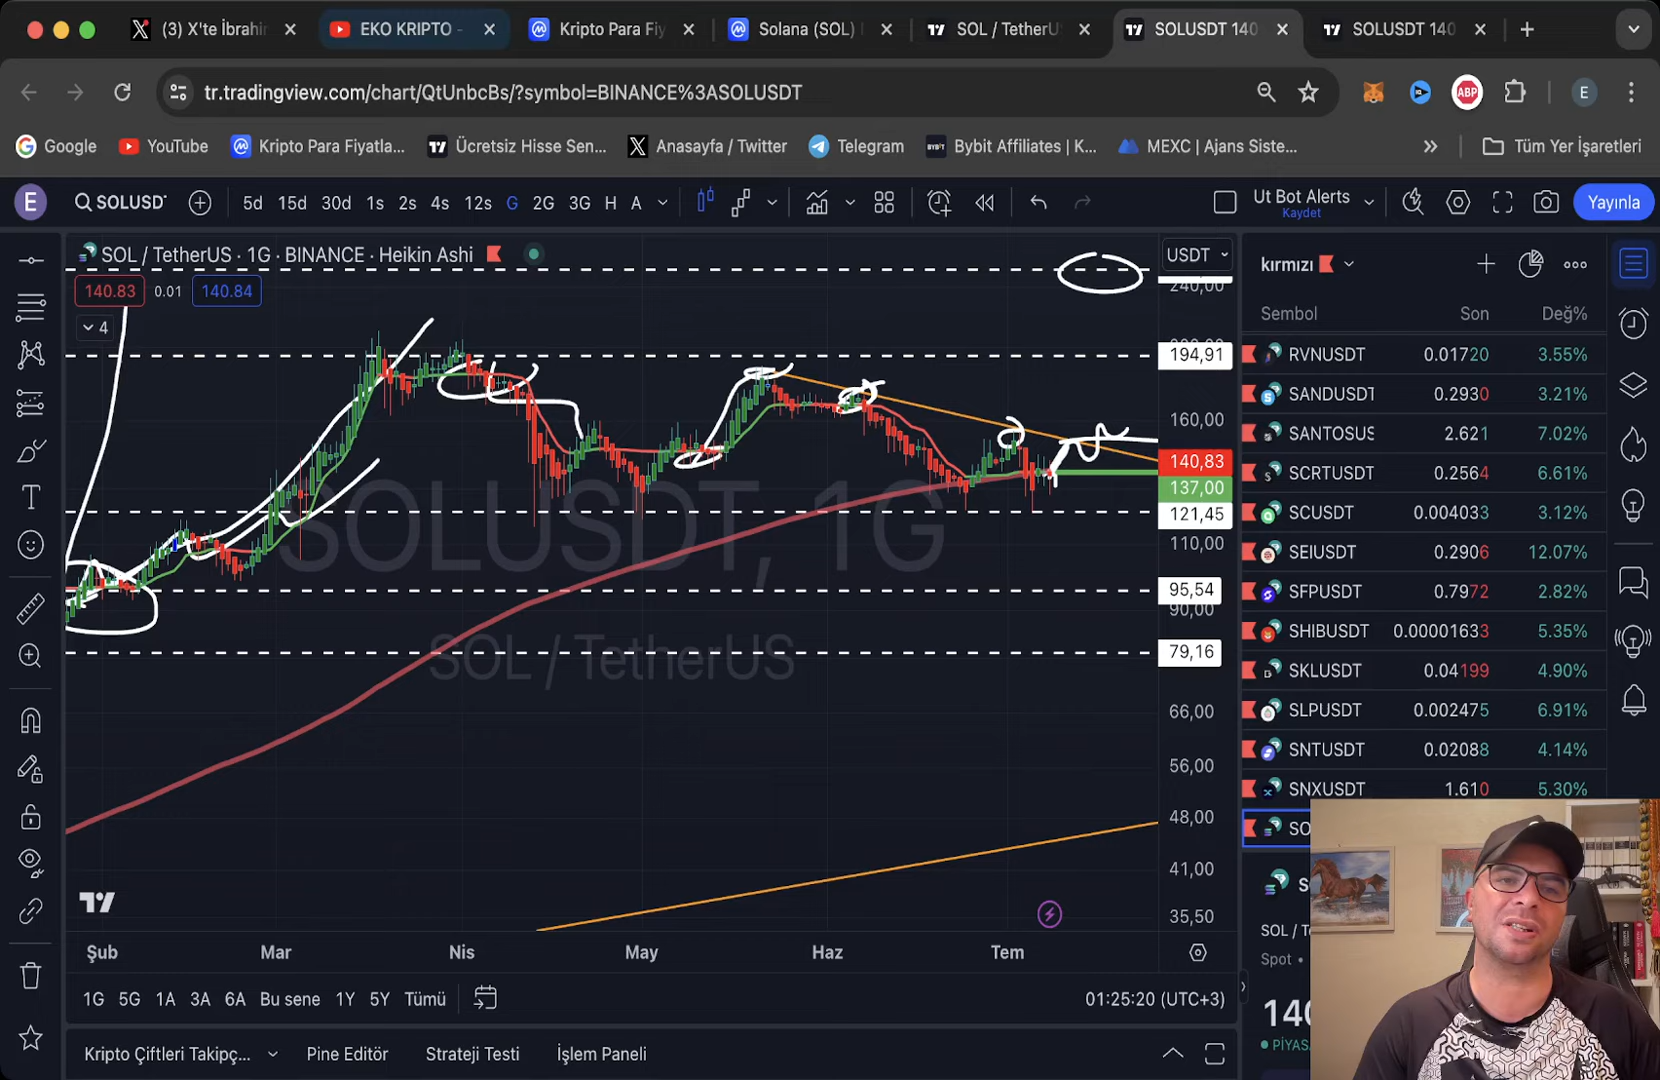 (3) X'te İbrahir
EKO KRIPTO -
Kripto Para Fiy
Solana (SOL)
SOL / TetherU
SOLUSDT 140
SOLUSDT 140
tr.tradingview.com/chart/QtUnbcBs/?symbol=BINANCE%3ASOLUSDT
ABP
E
Google
YouTube
Kripto Para Fiyatla...
Ücretsiz Hisse Sen...
Anasayfa / Twitter
Telegram
BYBIT
Bybit Affiliates | K...
MEXC | Ajans Siste...
Tüm Yer İşaretleri
E
SOLUSD
5d 15d 30d 1s 2s 4s 12s G 2G 3G H A
Ut Bot Alerts
Kaydet
Yayınla
SOL / TetherUS · 1G · BINANCE · Heikin Ashi
USDT
140.83 0.01 140.84
4
240,00
194,91
160,00
140,83
137,00
121,45
110,00
95,54
90,00
79,16
66,00
56,00
48,00
41,00
35,50
SOLUSDT, 1G
SOL / TetherUS
Şub Mar Nis May Haz Tem
1G 5G 1A 3A 6A Bu sene 1Y 5Y Tümü
01:25:20 (UTC+3)
Kripto Çiftleri Takipç... Pine Editör Strateji Testi İşlem Paneli
kırmızı
Sembol Son Değ%
RVNUSDT 0.01720 3.55%
SANDUSDT 0.2930 3.21%
SANTOSUS 2.621 7.02%
SCRTUSDT 0.2564 6.61%
SCUSDT 0.004033 3.12%
SEIUSDT 0.2906 12.07%
SFPUSDT 0.7972 2.82%
SHIBUSDT 0.00001633 5.35%
SKLUSDT 0.04199 4.90%
SLPUSDT 0.002475 6.91%
SNTUSDT 0.02088 4.14%
SNXUSDT 1.610 5.30%
SO
S
SOL / T
Spot •
140
PİYAS